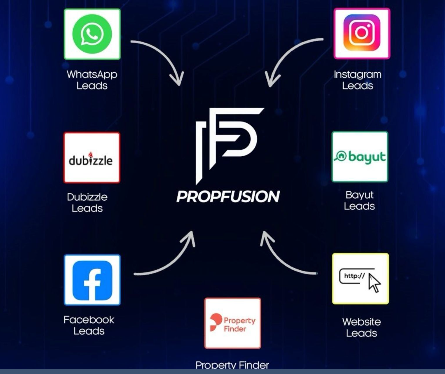 WhatsApp
Leads
Instagram
Leads
dubizzle
Dubizzle
Leads
PROPFUSION
bayut
Bayut
Leads
Facebook
Leads
Property
Finder
Property Finder
http://
Website
Leads